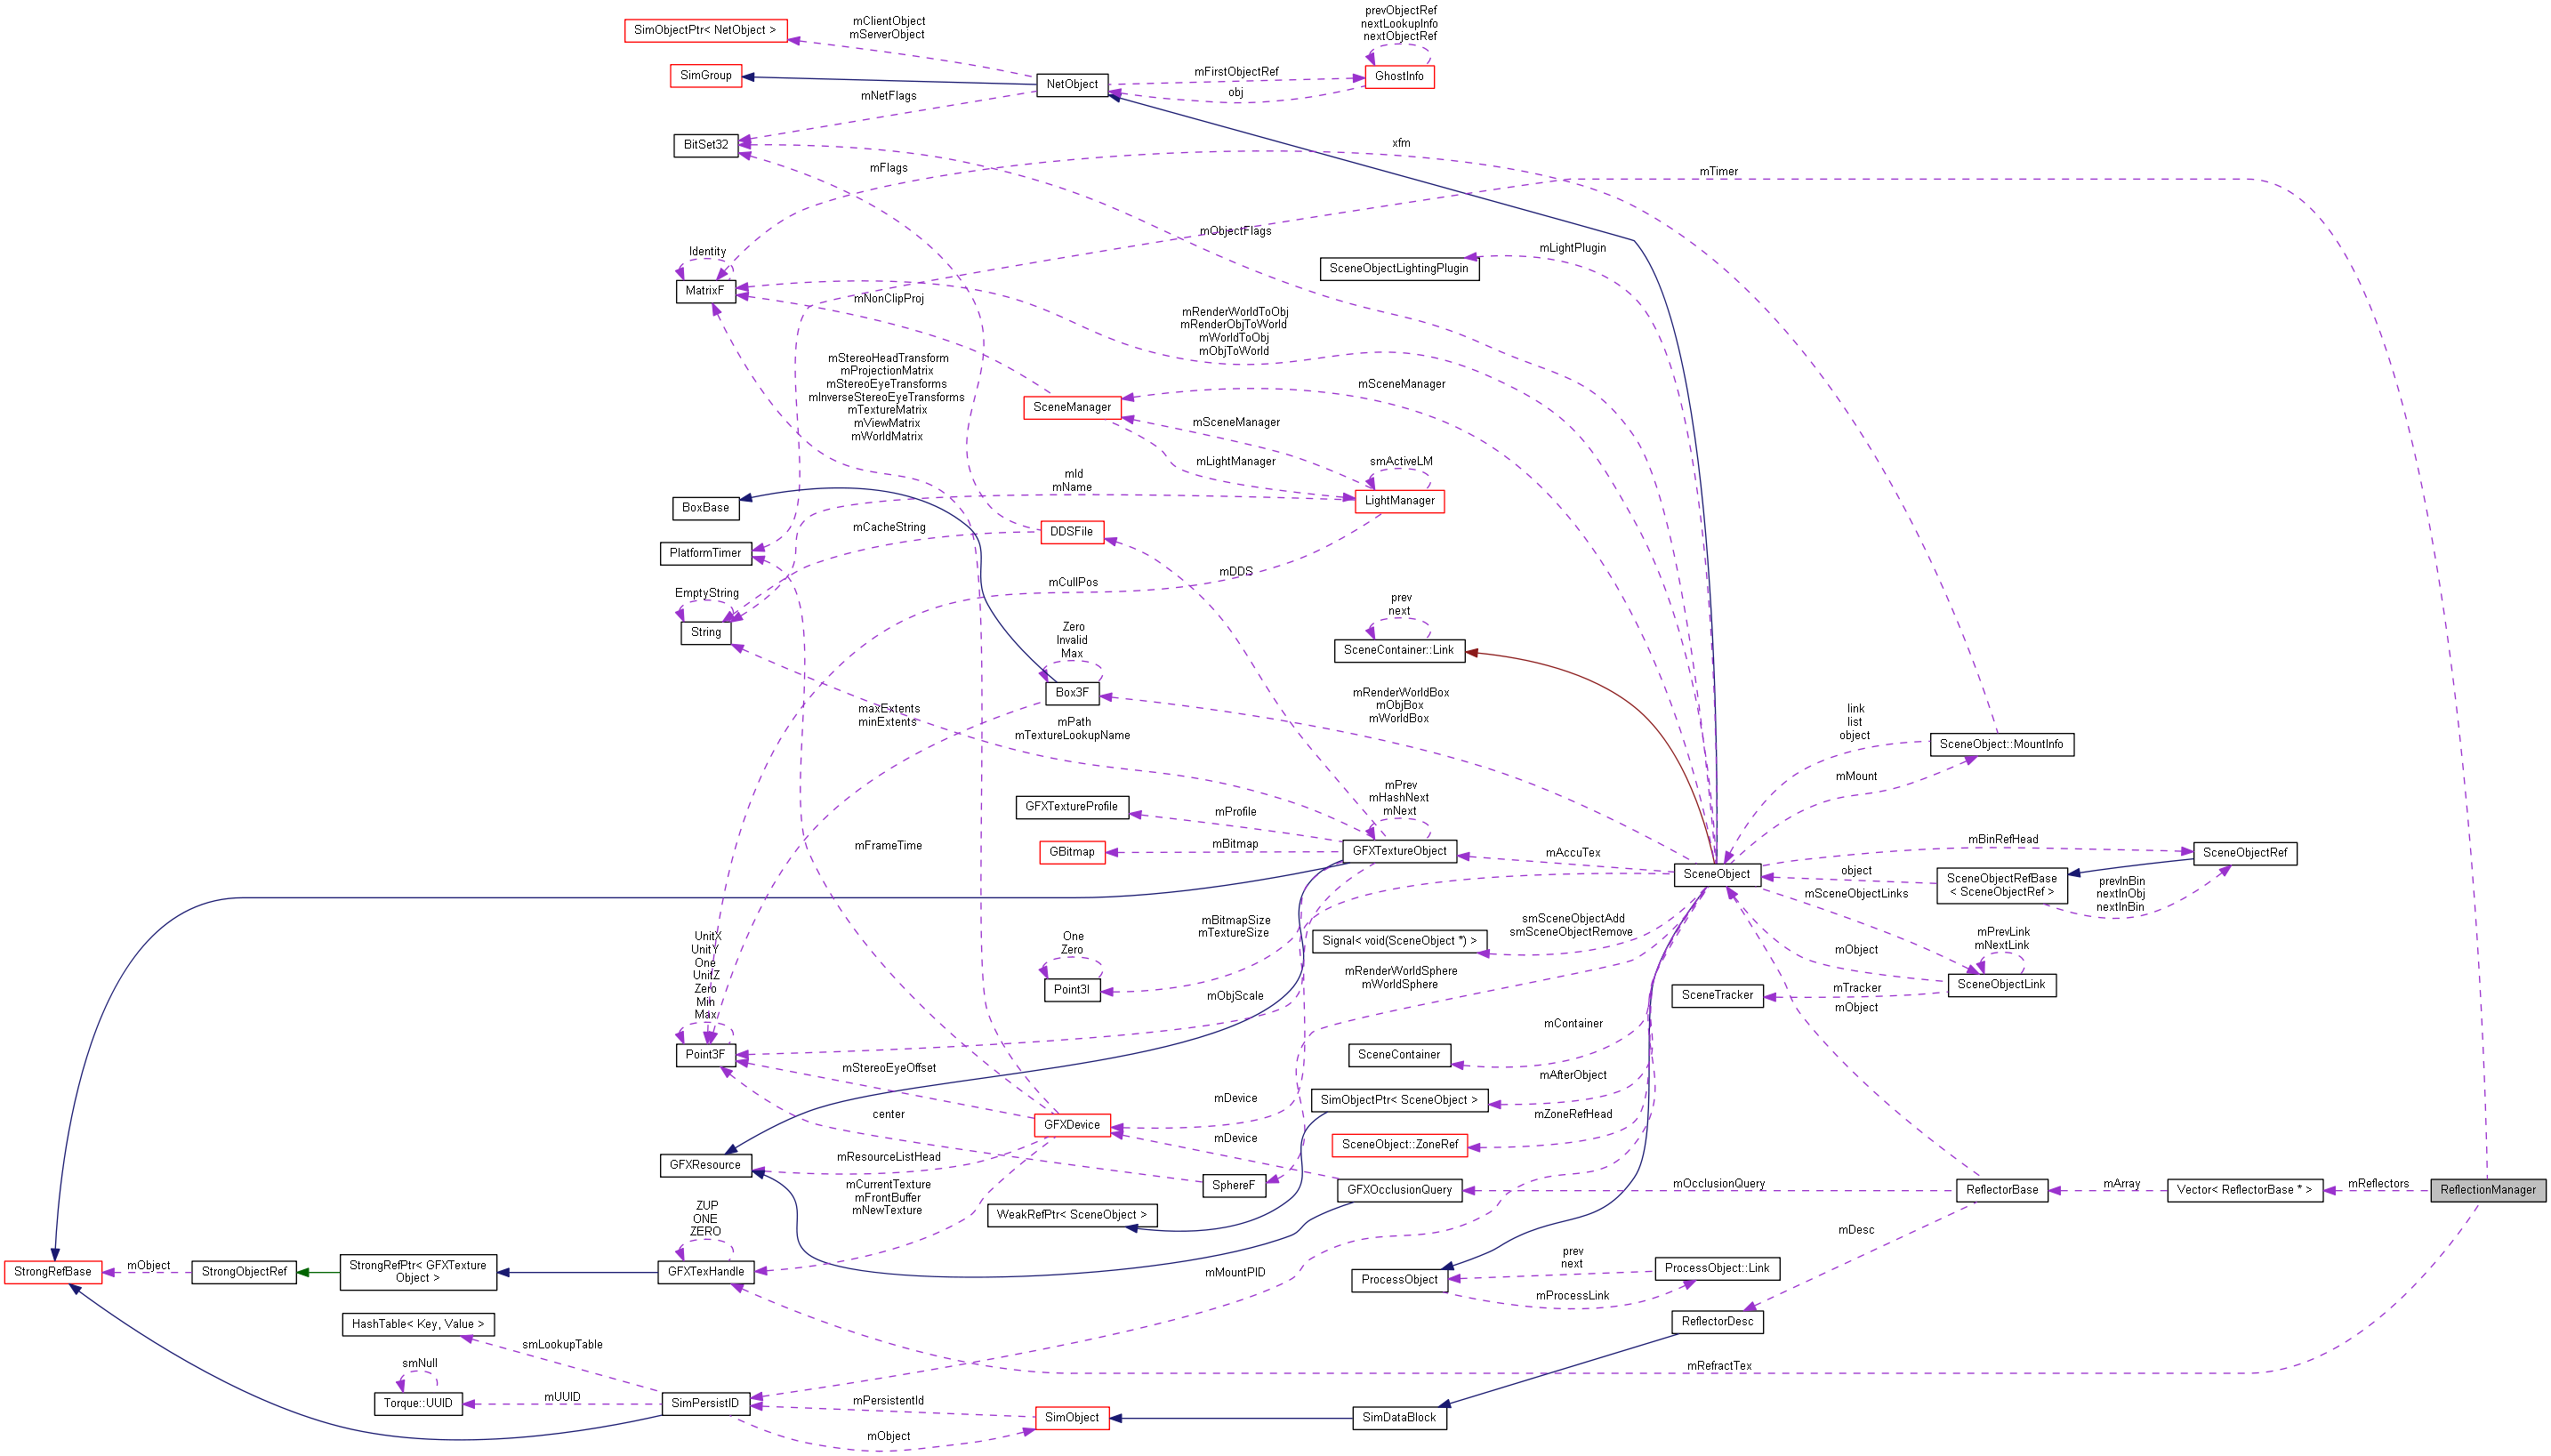 prevObjectRef
nextLookupInfo
nextObjectRef
mClientObject
mServerObject
SimObjectPtr< NetObject >
SimGroup
NetObject
mFirstObjectRef
GhostInfo
obj
mNetFlags
BitSet32
xfm
mFlags
mTimer
mObjectFlags
mLightPlugin
Identity
SceneObjectLightingPlugin
MatrixF
mNonClipProj
mRenderWorldToObj
mRenderObjToWorld
mWorldToObj
mObjToWorld
mStereoHeadTransform
mProjectionMatrix
mStereoEyeTransforms
mInverseStereoEyeTransforms
mTextureMatrix
mViewMatrix
mWorldMatrix
mSceneManager
SceneManager
mSceneManager
mLightManager
smActiveLM
mId
mName
LightManager
BoxBase
mCacheString
DDSFile
PlatformTimer
mCullPos
mDDS
EmptyString
String
prev
next
SceneContainer::Link
Zero
Invalid
Max
Box3F
mRenderWorldBox
mObjBox
mWorldBox
maxExtents
minExtents
mPath
mTextureLookupName
link
list
object
SceneObject::MountInfo
mMount
GFXTextureProfile
mProfile
mPrev
mHashNext
mNext
mFrameTime
GBitmap
mBitmap
GFXTextureObject
mAccuTex
SceneObject
mBinRefHead
SceneObjectRef
object
SceneObjectRefBase
< SceneObjectRef >
prevInBin
nextInObj
nextInBin
mSceneObjectLinks
mBitmapSize
mTextureSize
smSceneObjectAdd
smSceneObjectRemove
Signal< void(SceneObject *) >
UnitX
UnitY
One
UnitZ
Zero
Min
Max
One
Zero
Point3I
mPrevLink
mNextLink
mObject
SceneObjectLink
mRenderWorldSphere
mWorldSphere
SceneTracker
mTracker
mObject
mObjScale
mContainer
SceneContainer
Point3F
mStereoEyeOffset
mAfterObject
SimObjectPtr< SceneObject >
mDevice
center
GFXDevice
mZoneRefHead
SceneObject::ZoneRef
mDevice
GFXResource
mResourceListHead
SphereF
GFXOcclusionQuery
mOcclusionQuery
ReflectorBase
mArray
Vector< ReflectorBase * >
mReflectors
ReflectionManager
mCurrentTexture
mFrontBuffer
mNewTexture
WeakRefPtr< SceneObject >
ZUP
ONE
ZERO
mDesc
StrongRefBase
mObject
StrongObjectRef
StrongRefPtr< GFXTexture
Object >
GFXTexHandle
mMountPID
ProcessObject
prev
next
ProcessObject::Link
mProcessLink
HashTable< Key, Value >
ReflectorDesc
smLookupTable
smNull
mRefractTex
Torque::UUID
mUUID
SimPersistID
mPersistentId
SimObject
SimDataBlock
mObject